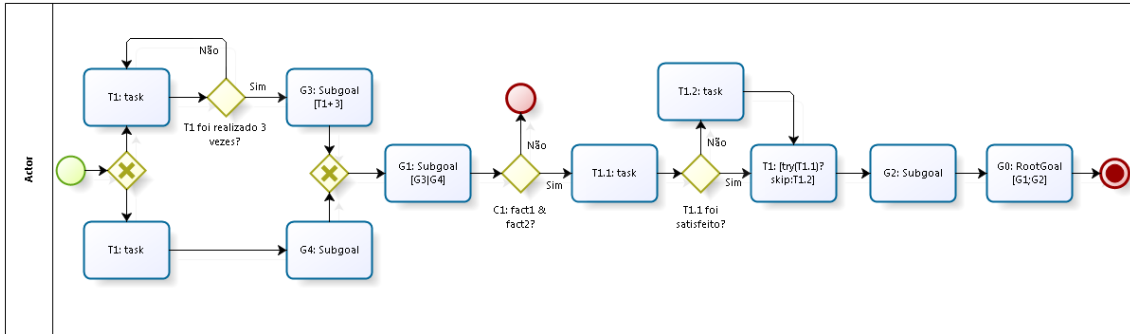 Actor
T1: task
Não
T1 foi realizado 3
vezes?
Sim
G3: Subgoal
[T1+3]
T1: task
G4: Subgoal
G1: Subgoal
[G3|G4]
Não
C1: fact1 &
fact2?
Sim
T1.1: task
T1.2: task
Não
T1.1 foi
satisfeito?
Sim
T1: [try(T1.1)?
skip:T1.2]
G2: Subgoal
G0: RootGoal
[G1;G2]